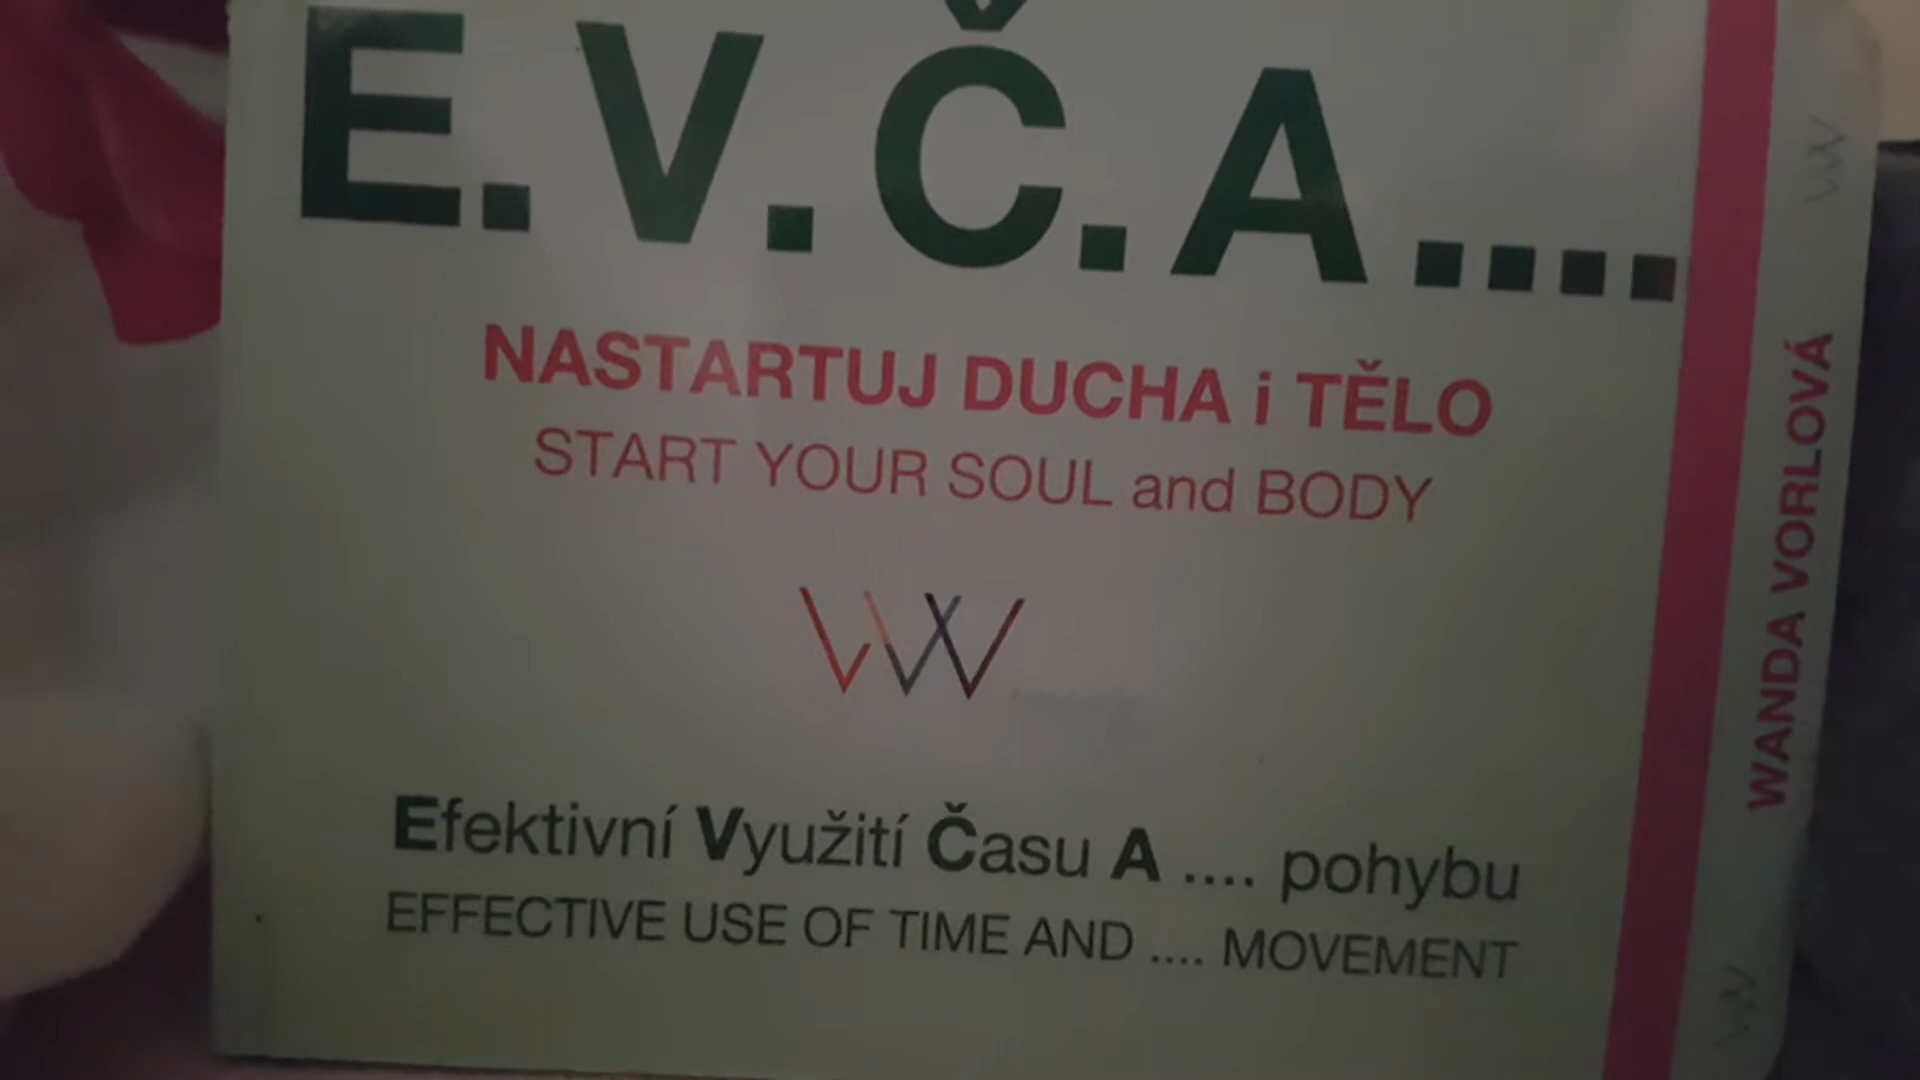 E.V.Č.A....
NASTARTUJ DUCHA i TĚLO
START YOUR SOUL and BODY
VW
Efektivní Využití Času A .... pohybu
EFFECTIVE USE OF TIME AND .... MOVEMENT
WANDA VORLOVÁ